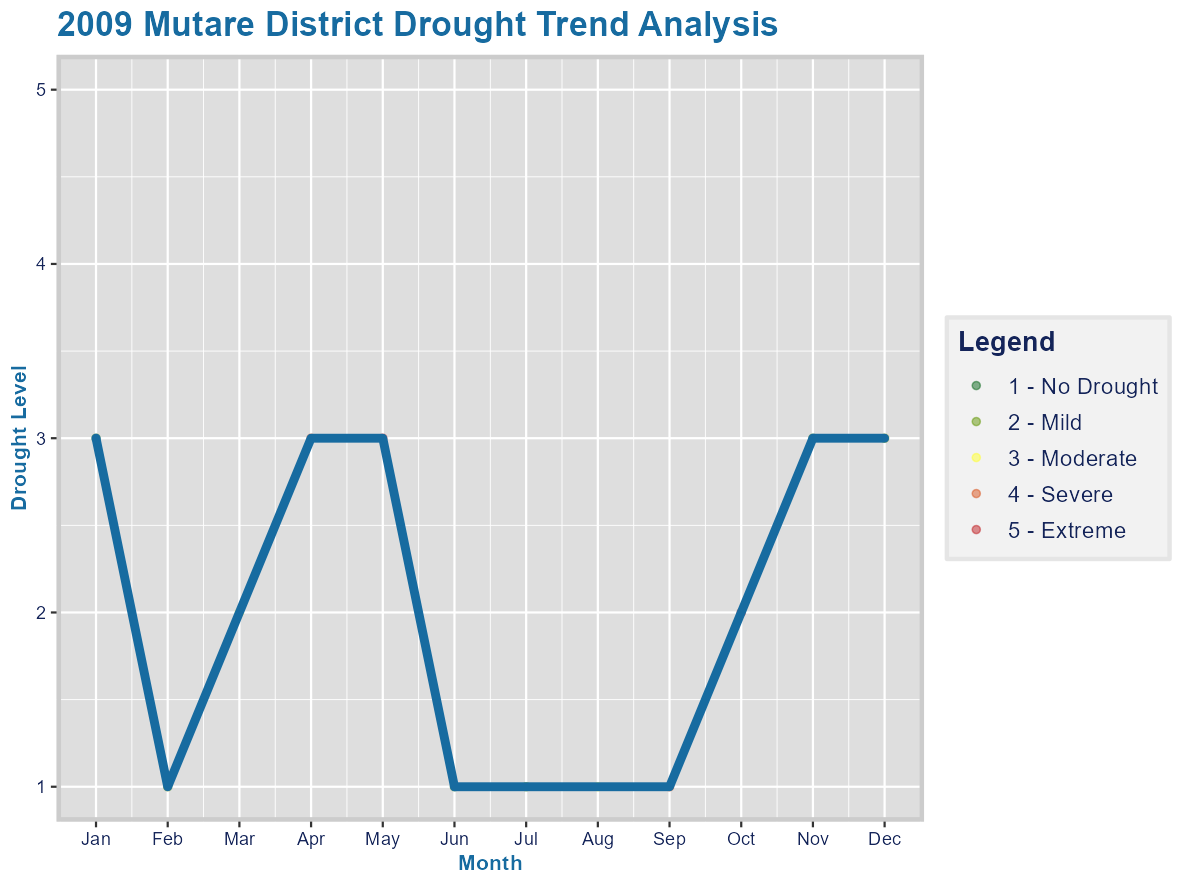 2009 Mutare District Drought Trend Analysis
5
4
3
2
1
Drought Level
Jan Feb Mar Apr May Jun Jul Aug Sep Oct Nov Dec
Month
Legend
1 - No Drought
2 - Mild
3 - Moderate
4 - Severe
5 - Extreme